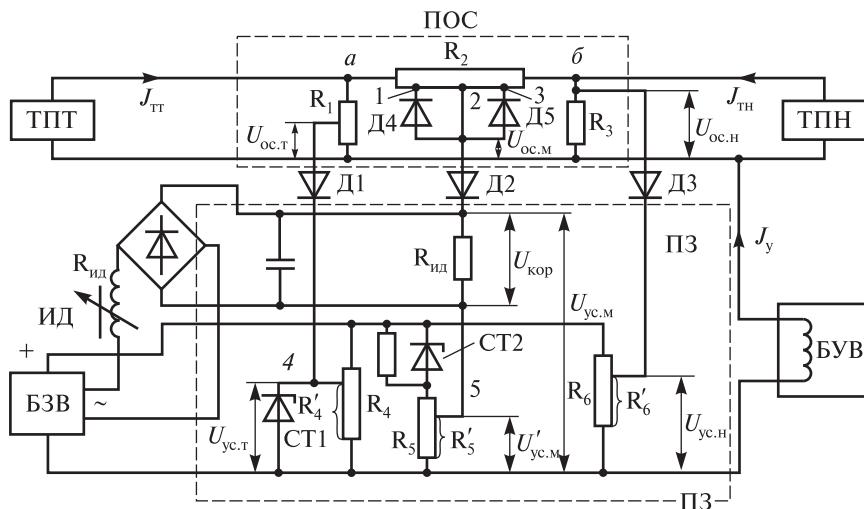 ПОС
а R₂ б
Jтт 1 2 3 Jтн
ТПТ R₁ Д4 Д5 R₃ ТПН
Uос.т Uос.м Uос.н
Д1 Д2 Д3
ПЗ
Rид Rид Uкор Jу
ИД Uус.м
+ 4 СТ2 БУВ
БЗВ ~ R′₄ R₄ 5 R₆ R′₆
Uус.т СТ1 R₅ R′₅ U′ус.м Uус.н
ПЗ